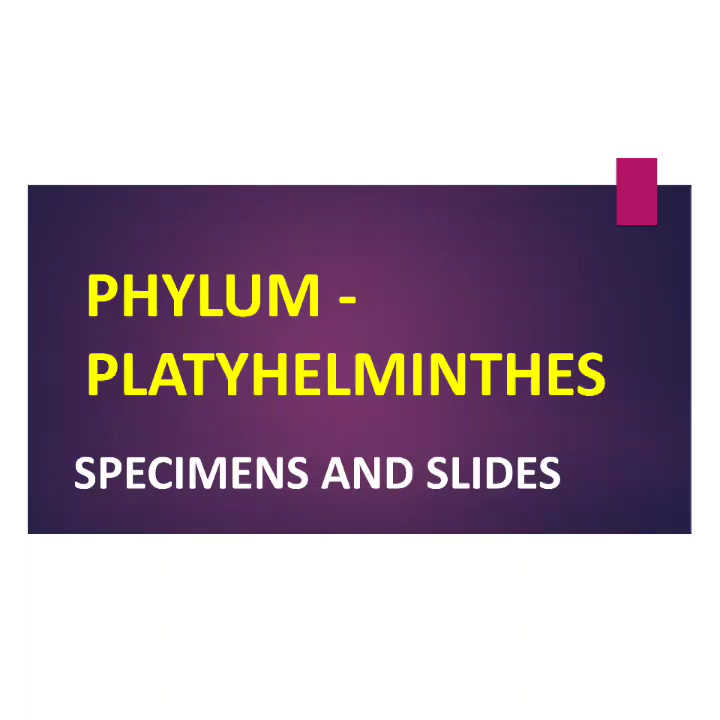 PHYLUM -
PLATYHELMINTHES
SPECIMENS AND SLIDES